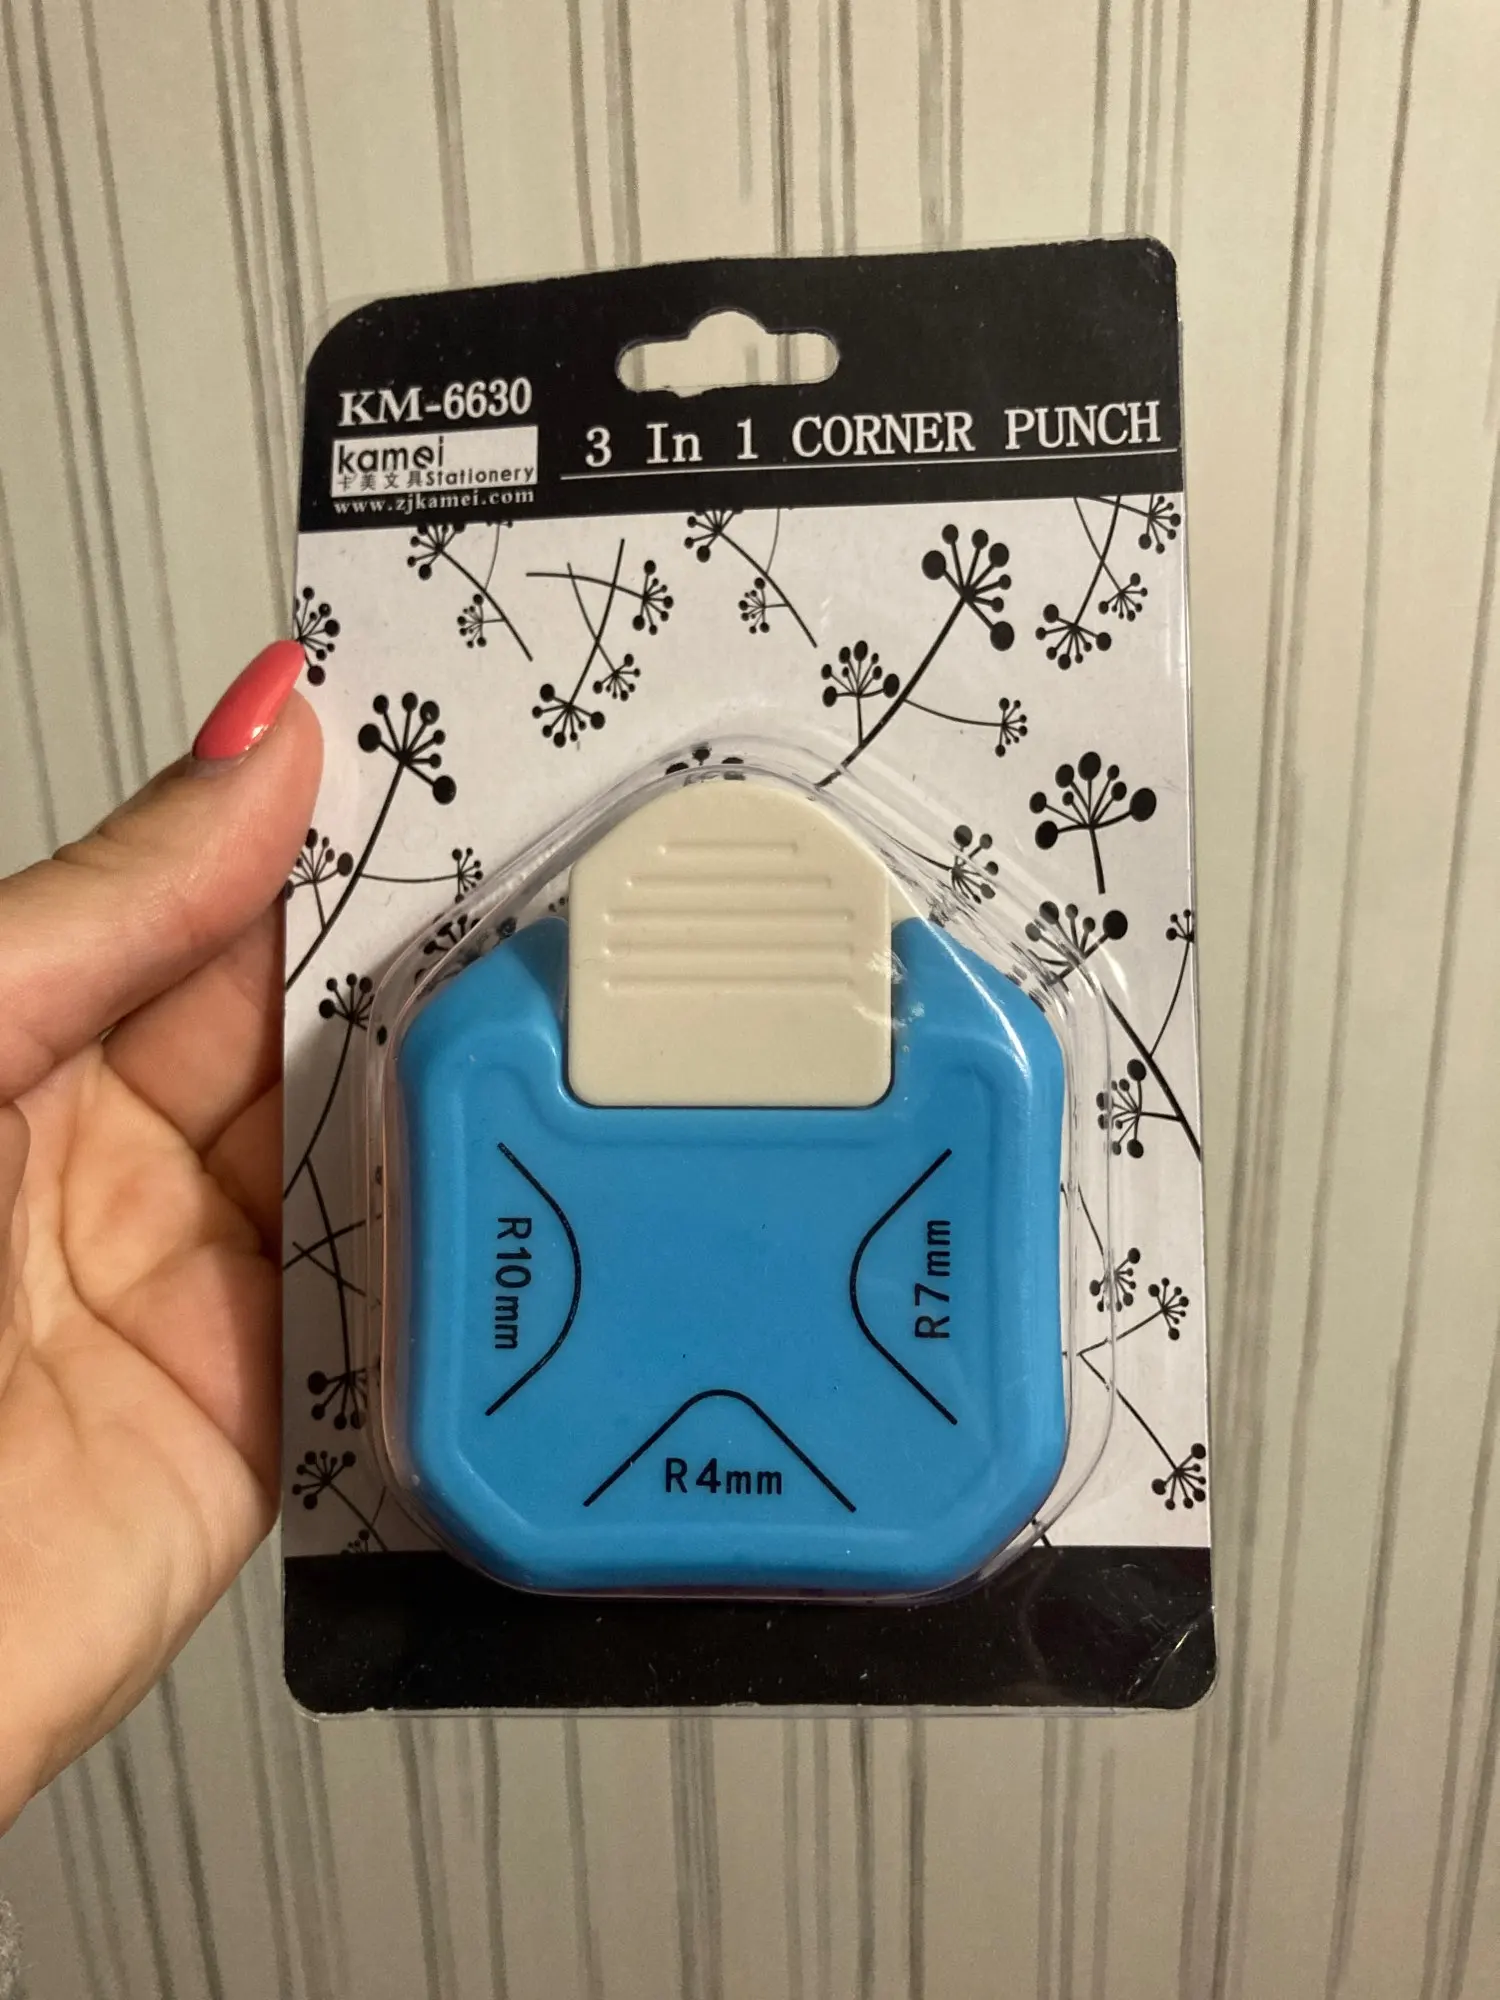 KM-6630
kamei
卡美文具Stationery
www.zjkamei.com
3 In 1 CORNER PUNCH
R10mm
R7mm
R4mm